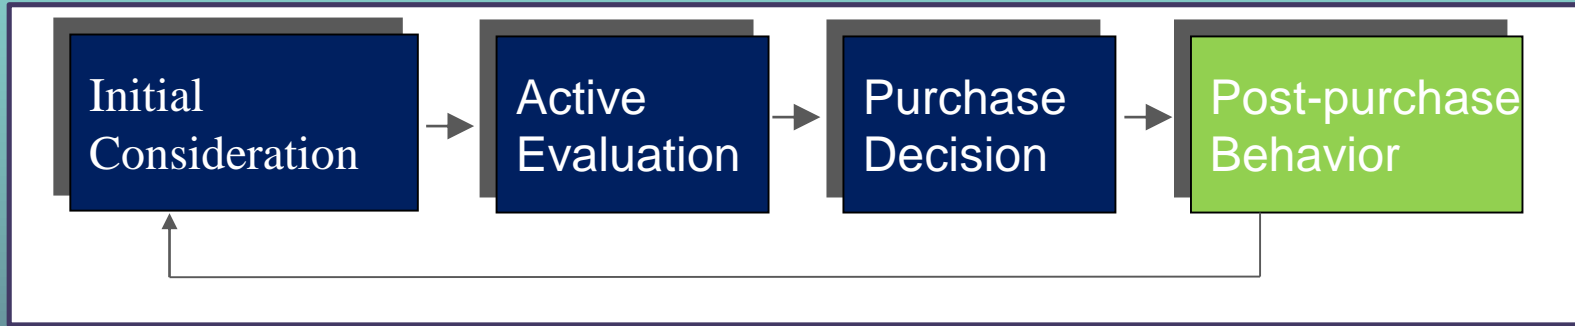 Initial
Consideration
Active
Evaluation
Purchase
Decision
Post-purchase
Behavior